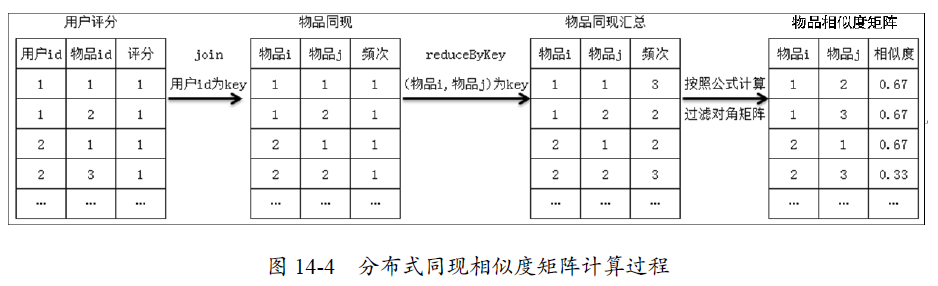 用户评分 物品同现 物品同现汇总 物品相似度矩阵
用户id 物品id 评分 join 物品i 物品j 频次 reduceByKey 物品i 物品j 频次 物品i 物品j 相似度
1 1 1 用户id为key 1 1 1 (物品i,物品j)为key 1 1 3 按照公式计算 1 2 0.67
1 2 1 1 2 1 1 2 2 过滤对角矩阵 1 3 0.67
2 1 1 2 1 1 2 1 2 2 1 0.67
2 3 1 2 2 1 2 2 3 2 3 0.33
… … … … … … … … … … … …
图 14-4 分布式同现相似度矩阵计算过程